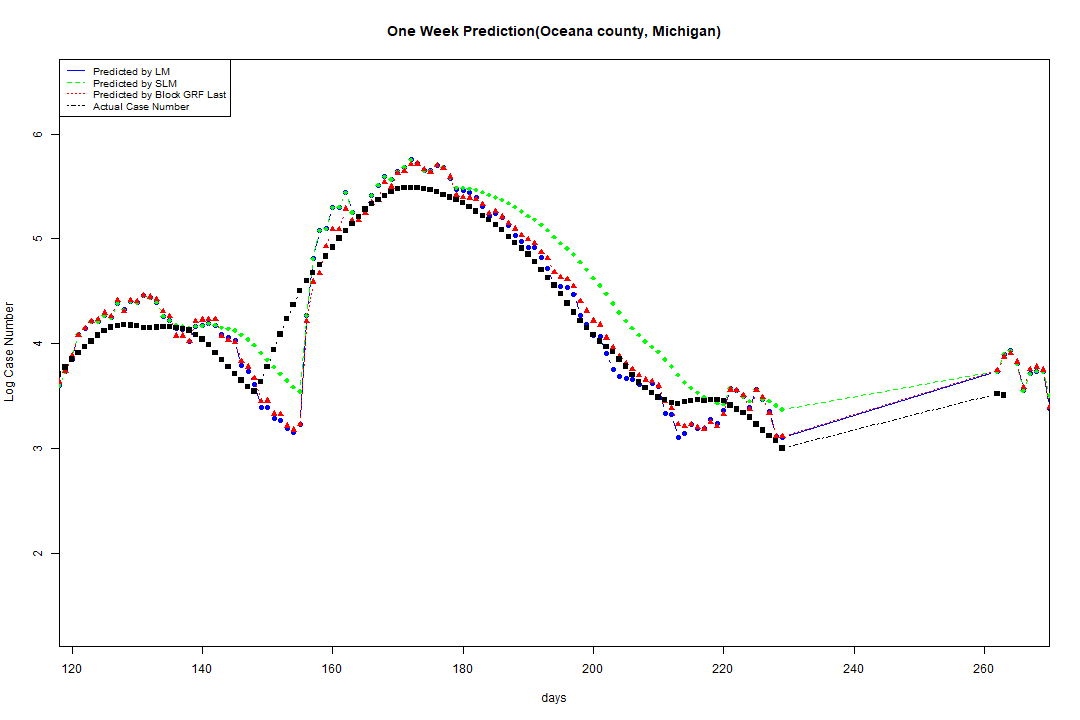 One Week Prediction(Oceana county, Michigan)
Predicted by LM
Predicted by SLM
Predicted by Block GRF Last
Actual Case Number
6
5
4
3
2
Log Case Number
120 140 160 180 200 220 240 260
days